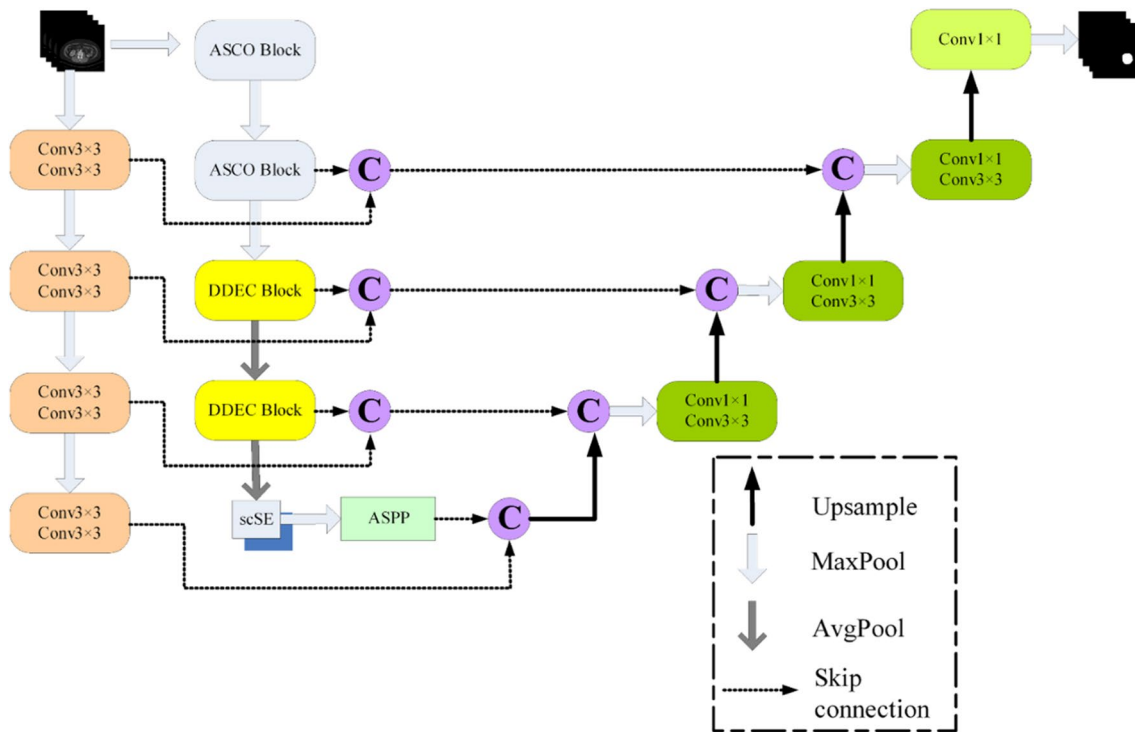 ASCO Block
Conv1×1
Conv3×3
Conv3×3
ASCO Block
C
C
Conv1×1
Conv3×3
Conv3×3
Conv3×3
DDEC Block
C
C
Conv1×1
Conv3×3
Conv3×3
Conv3×3
DDEC Block
C
C
Conv1×1
Conv3×3
Conv3×3
Conv3×3
scSE
ASPP
C
Upsample
MaxPool
AvgPool
Skip
connection